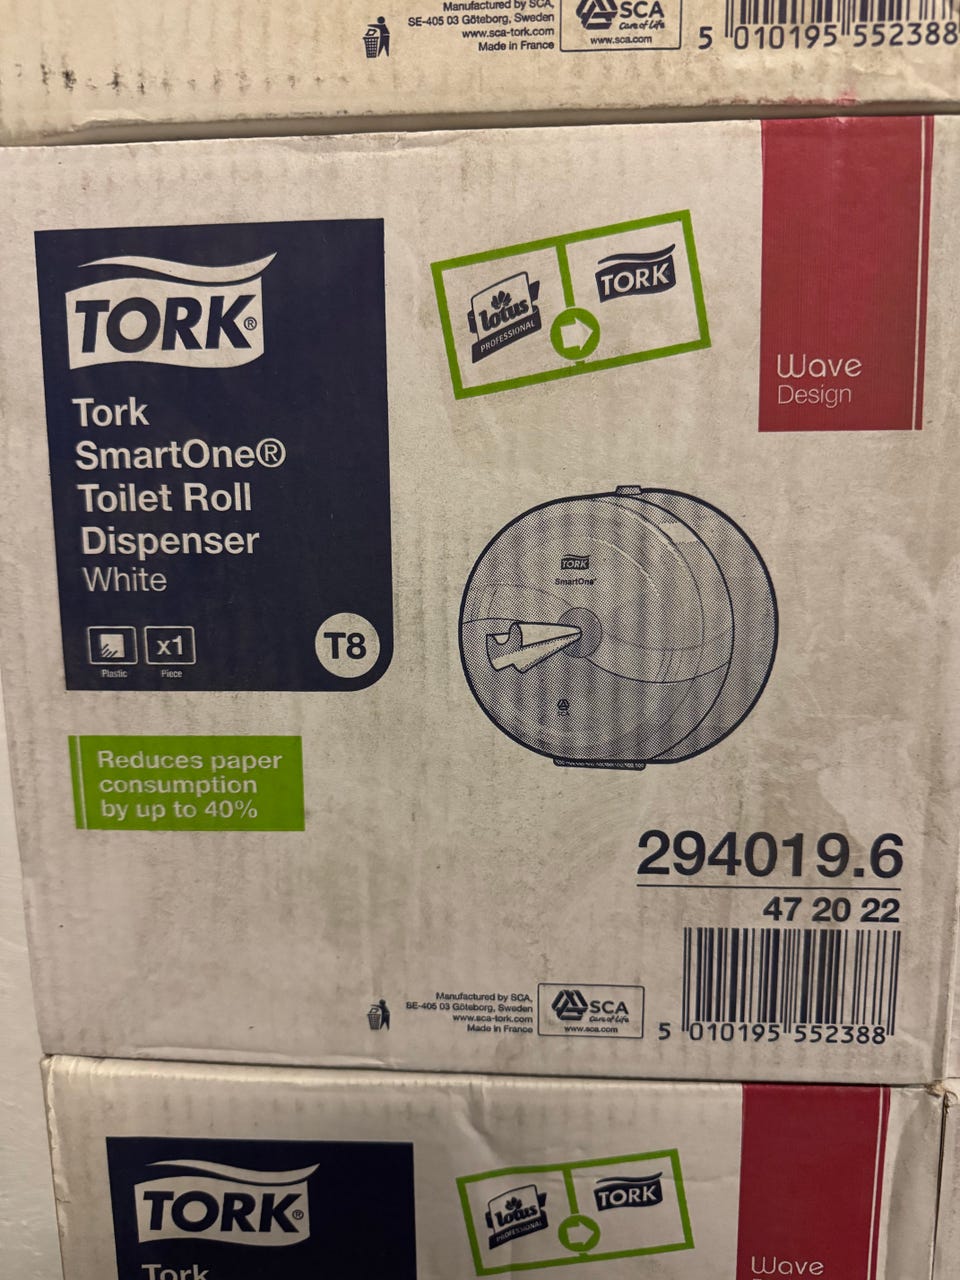 Manufactured by SCA,
SE-405 03 Göteborg, Sweden
www.sca-tork.com
Made in France
SCA
Care of Life
www.sca.com
5 010195 552388
TORK®
Tork
SmartOne®
Toilet Roll
Dispenser
White
Plastic
x1
Piece
T8
lotus
PROFESSIONAL
TORK
Wave
Design
TORK
SmartOne®
SCA
Reduces paper
consumption
by up to 40%
294019.6
47 20 22
Manufactured by SCA,
SE-405 03 Göteborg, Sweden
www.sca-tork.com
Made in France
SCA
Care of Life
www.sca.com
5 010195 552388
TORK®
Tork
lotus
PROFESSIONAL
TORK
Wave